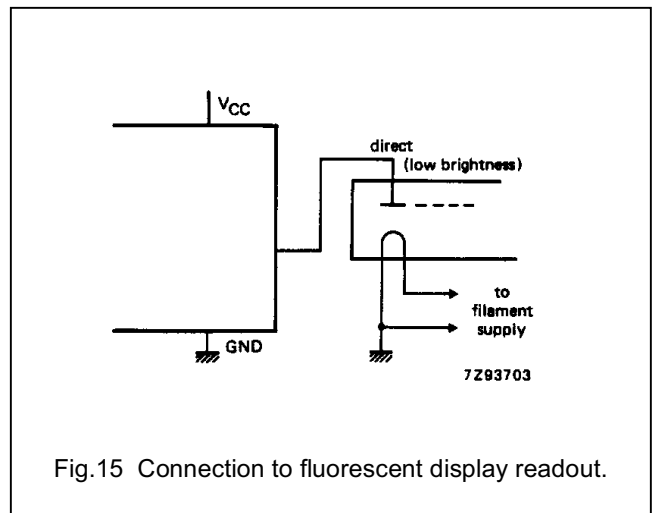 VCC
direct
(low brightness)
to
filament
supply
GND
7Z93703
Fig.15 Connection to fluorescent display readout.